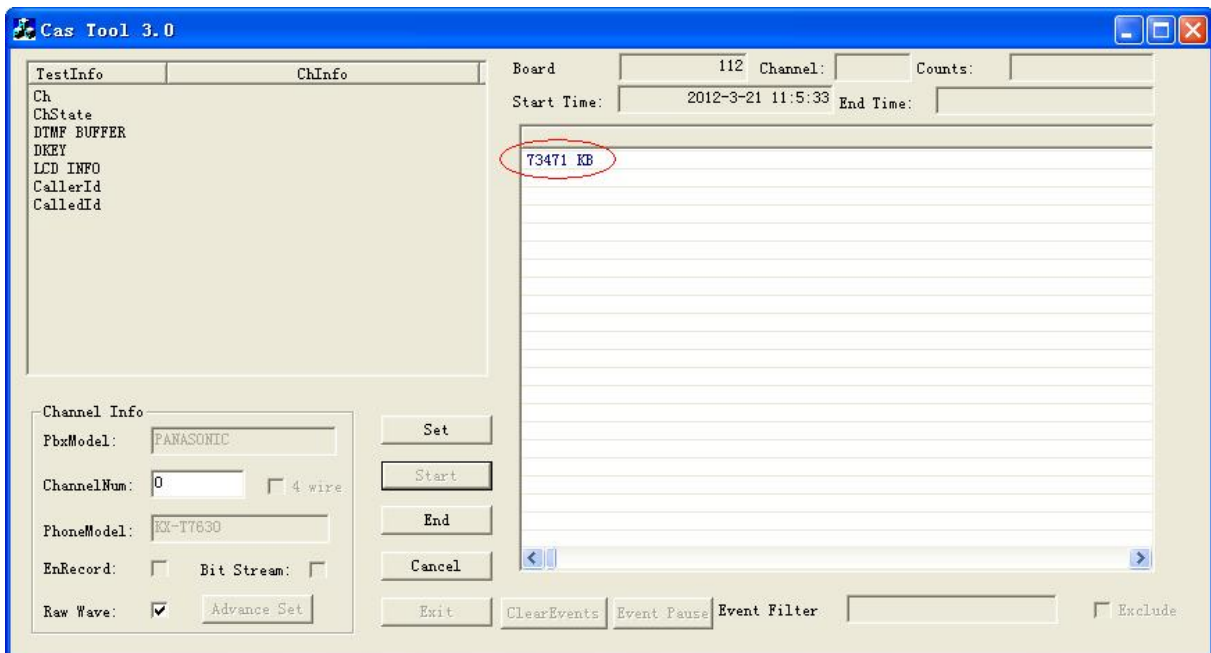 Cas Tool 3.0
TestInfo ChInfo
Ch
ChState
DTMF BUFFER
DKEY
LCD INFO
CallerId
CalledId
Board 112 Channel: Counts:
Start Time: 2012-3-21 11:5:33 End Time:
73471 KB
Channel Info
PbxModel: PANASONIC
ChannelNum: 0 4 wire
PhoneModel: KX-T7630
EnRecord: Bit Stream:
Raw Wave: Advance Set
Set
Start
End
Cancel
Exit ClearEvents Event Pause Event Filter Exclude